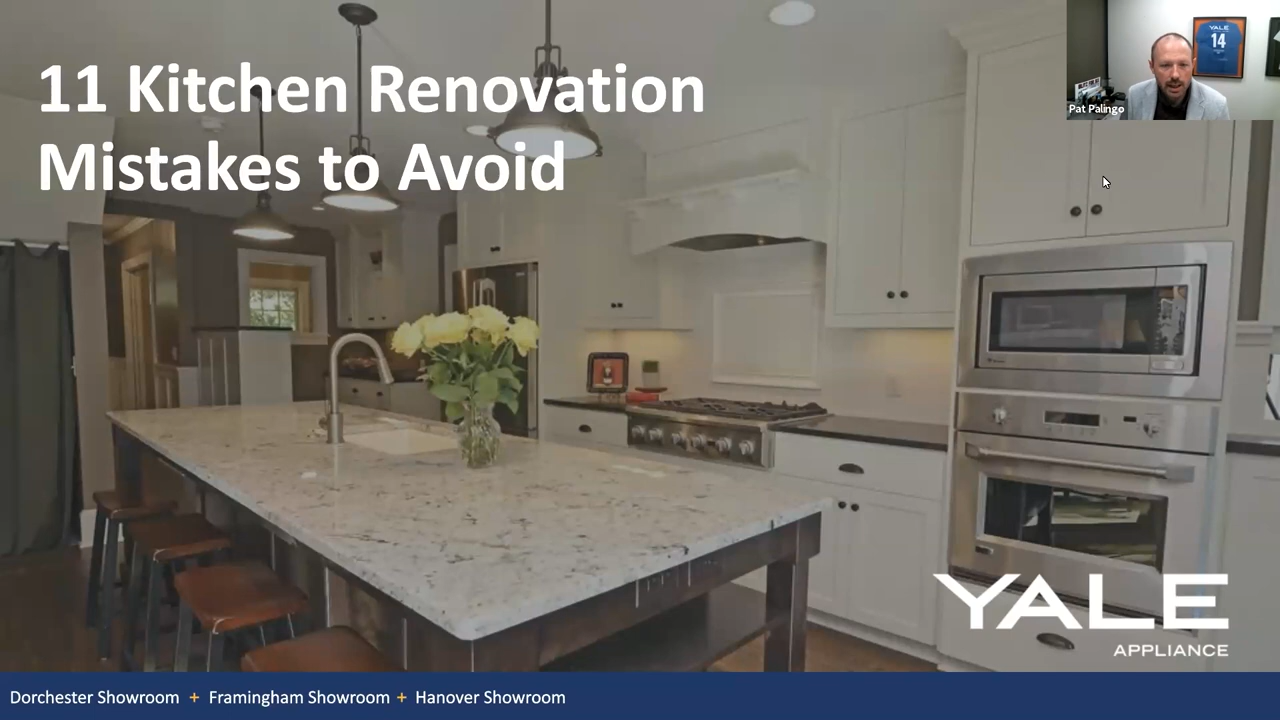 11 Kitchen Renovation
Mistakes to Avoid
YALE
14
Pat Palingo
YALE
APPLIANCE
Dorchester Showroom + Framingham Showroom + Hanover Showroom